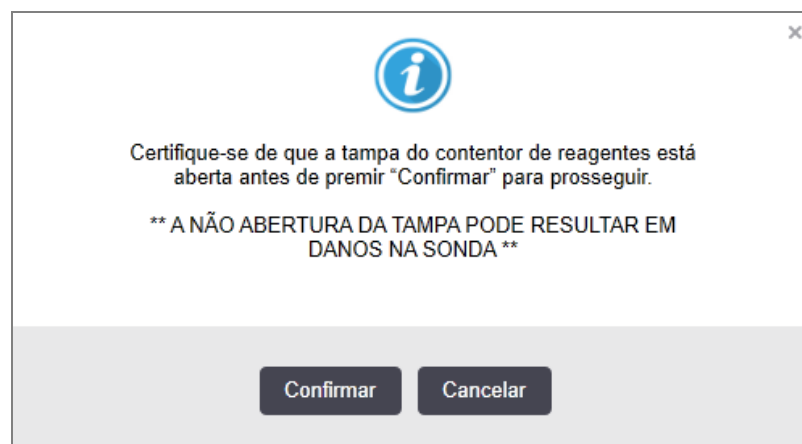 Certifique-se de que a tampa do contentor de reagentes está
aberta antes de premir “Confirmar” para prosseguir.
** A NÃO ABERTURA DA TAMPA PODE RESULTAR EM
DANOS NA SONDA **
Confirmar Cancelar